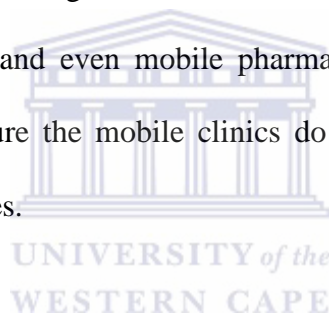 and even mobile pharma
ure the mobile clinics do
es.
UNIVERSITY of the
WESTERN CAPE